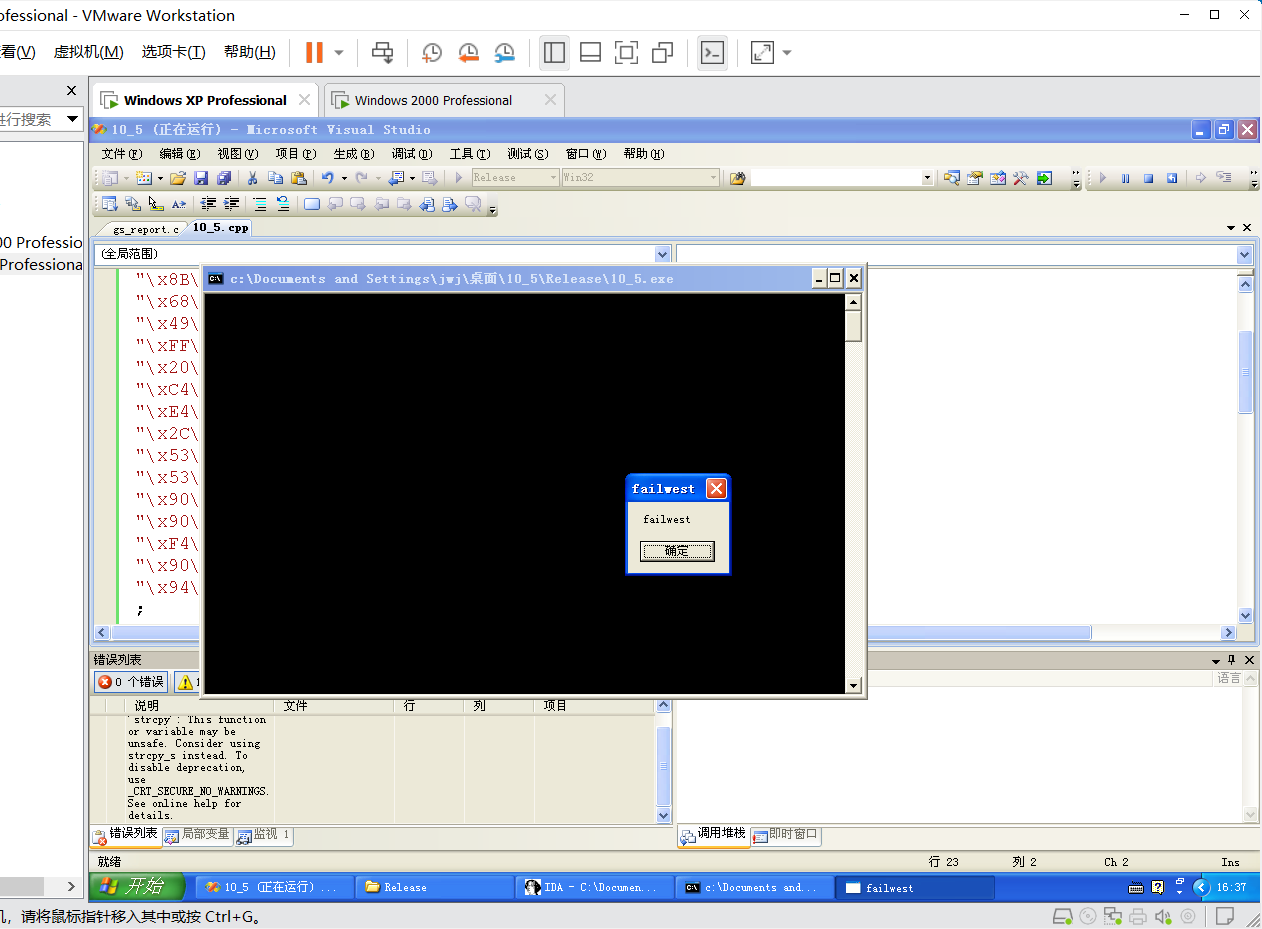 ofessional - VMware Workstation
看(V) 虚拟机(M) 选项卡(T) 帮助(H)
Windows XP Professional Windows 2000 Professional
进行搜索
10_5 (正在运行) - Microsoft Visual Studio
文件(F) 编辑(E) 视图(V) 项目(P) 生成(B) 调试(D) 工具(T) 测试(S) 窗口(W) 帮助(H)
Release Win32
gs_report.c 10_5.cpp
00 Professio
Professiona
(全局范围)
c:\Documents and Settings\jwj\桌面\10_5\Release\10_5.exe
"\x8B\
"\x68\
"\x49\
"\xFF\
"\x20\
"\xC4\
"\xE4\
"\x2C\
"\x53\
"\x53\
"\x90\
"\x90\
"\xF4\
"\x90\
"\x94\
;
failwest
failwest
确定
错误列表
0 个错误 1
语言
说明 文件 行 列 项目
'strcpy': This function
or variable may be
unsafe. Consider using
strcpy_s instead. To
disable deprecation,
use
_CRT_SECURE_NO_WARNINGS.
See online help for
details.
错误列表 局部变量 监视 1 调用堆栈 即时窗口
就绪 行 23 列 2 Ch 2 Ins
开始 10_5 (正在运行) ... Release IDA - C:\Documen... c:\Documents and... failwest 16:37
机，请将鼠标指针移入其中或按 Ctrl+G。